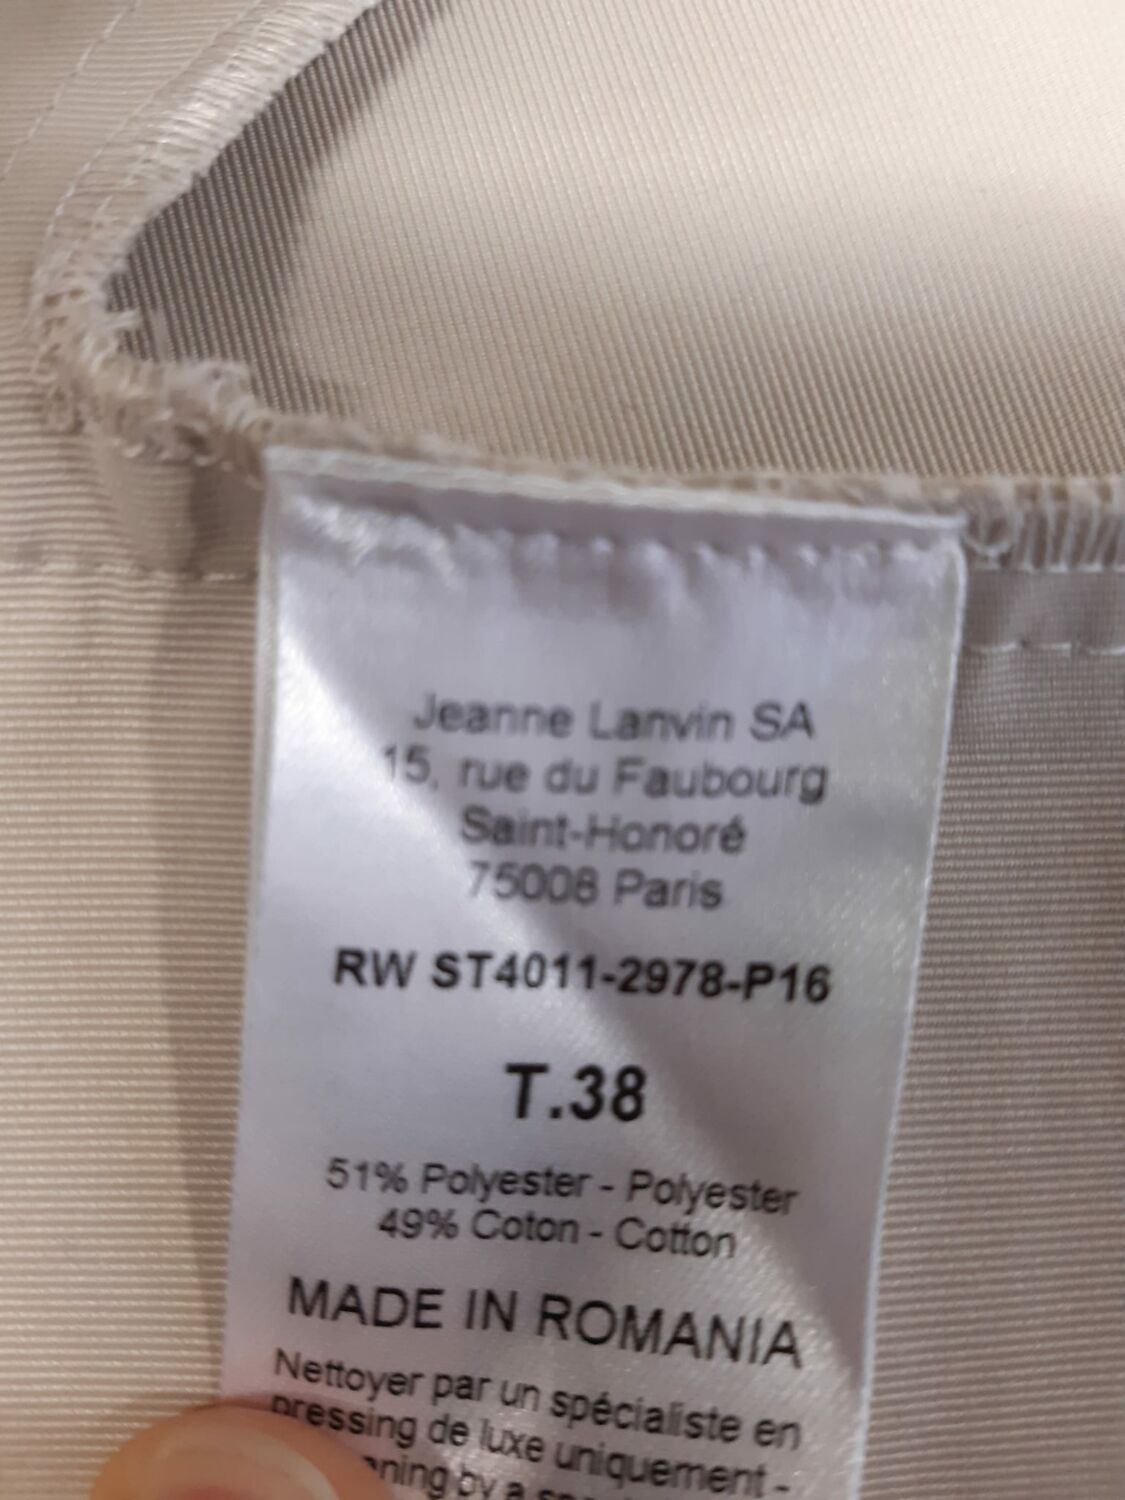 Jeanne Lanvin SA
15, rue du Faubourg
Saint-Honoré
75008 Paris
RW ST4011-2978-P16
T.38
51% Polyester - Polyester
49% Coton - Cotton
MADE IN ROMANIA
Nettoyer par un spécialiste en
pressing de luxe uniquement -
by a